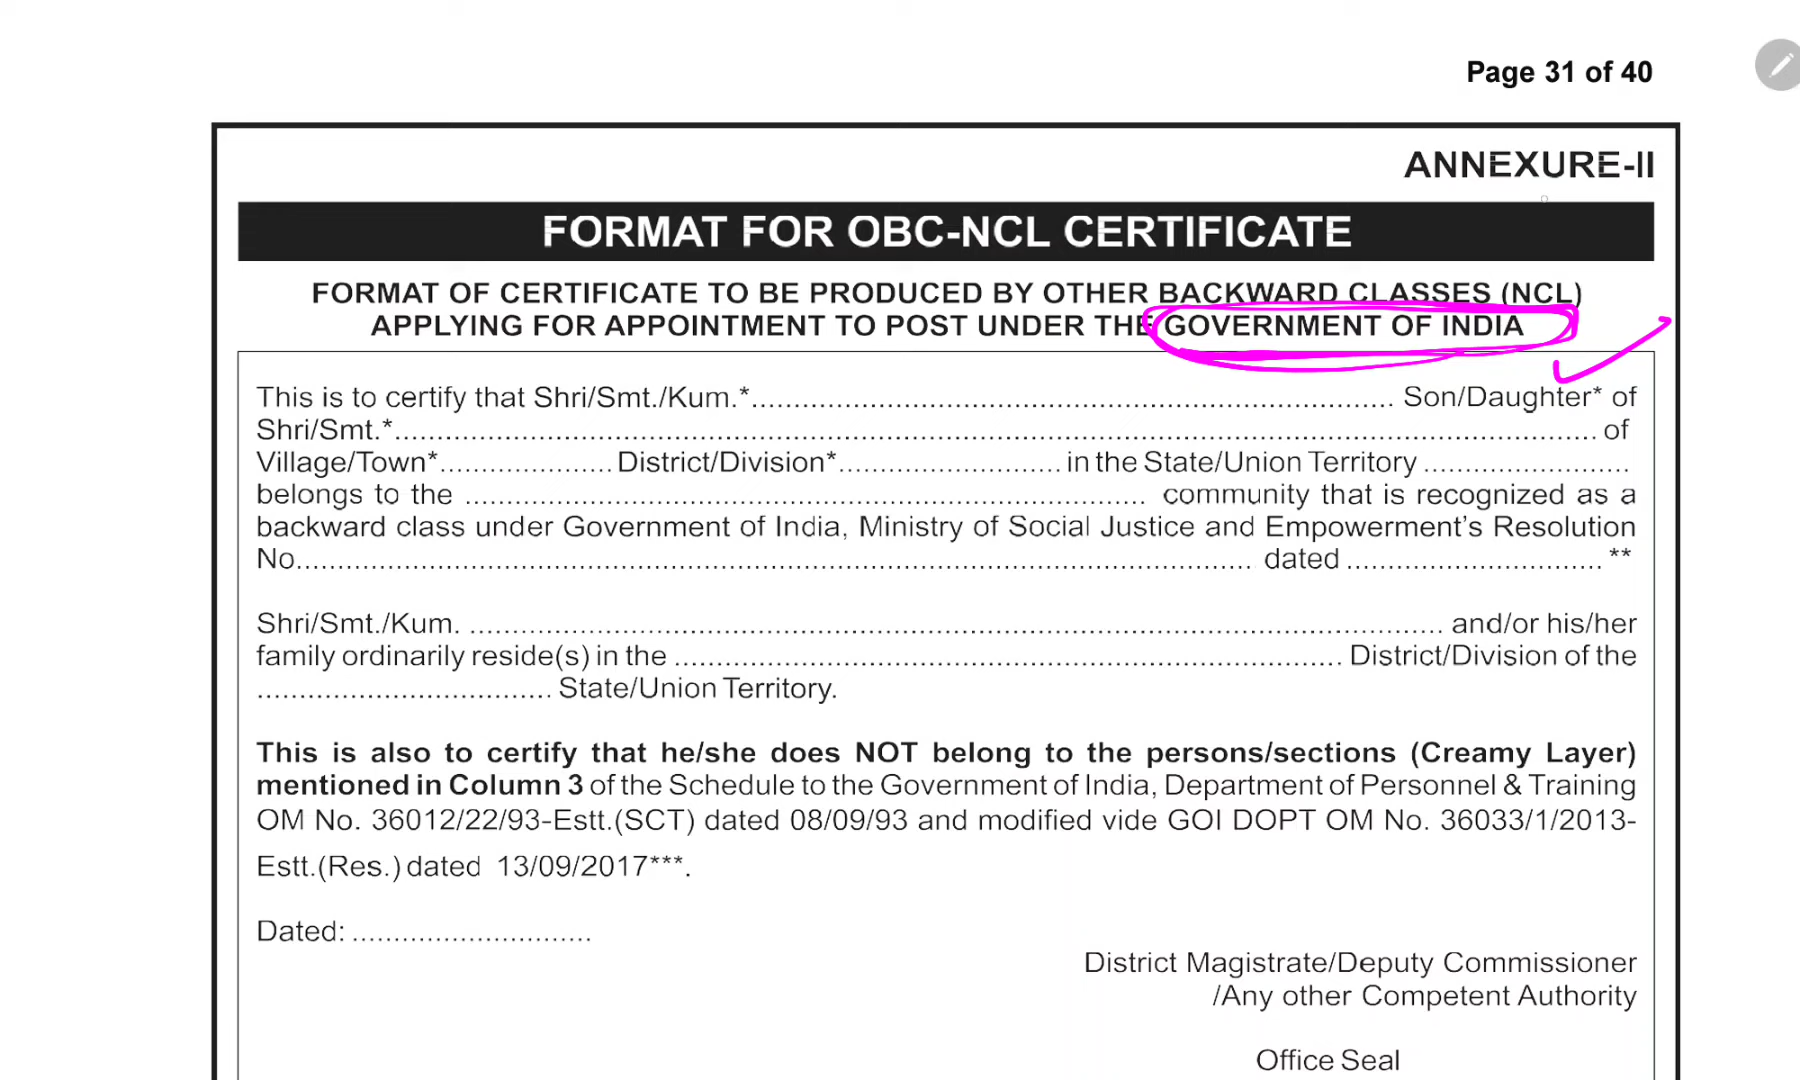 Page 31 of 40
ANNEXURE-II
FORMAT FOR OBC-NCL CERTIFICATE
FORMAT OF CERTIFICATE TO BE PRODUCED BY OTHER BACKWARD CLASSES (NCL)
APPLYING FOR APPOINTMENT TO POST UNDER THE GOVERNMENT OF INDIA
This is to certify that Shri/Smt./Kum.*.............................................................................. Son/Daughter* of
Shri/Smt.*................................................................................................................................................... of
Village/Town*..................... District/Division*........................... in the State/Union Territory .........................
belongs to the ................................................................................... community that is recognized as a
backward class under Government of India, Ministry of Social Justice and Empowerment’s Resolution
No.................................................................................................................... dated ............................... **
Shri/Smt./Kum. ...................................................................................................................... and/or his/her
family ordinarily reside(s) in the ................................................................................. District/Division of the
.................................... State/Union Territory.
This is also to certify that he/she does NOT belong to the persons/sections (Creamy Layer)
mentioned in Column 3 of the Schedule to the Government of India, Department of Personnel & Training
OM No. 36012/22/93-Estt.(SCT) dated 08/09/93 and modified vide GOI DOPT OM No. 36033/1/2013-
Estt.(Res.) dated 13/09/2017***.
Dated: .............................
District Magistrate/Deputy Commissioner
/Any other Competent Authority
Office Seal